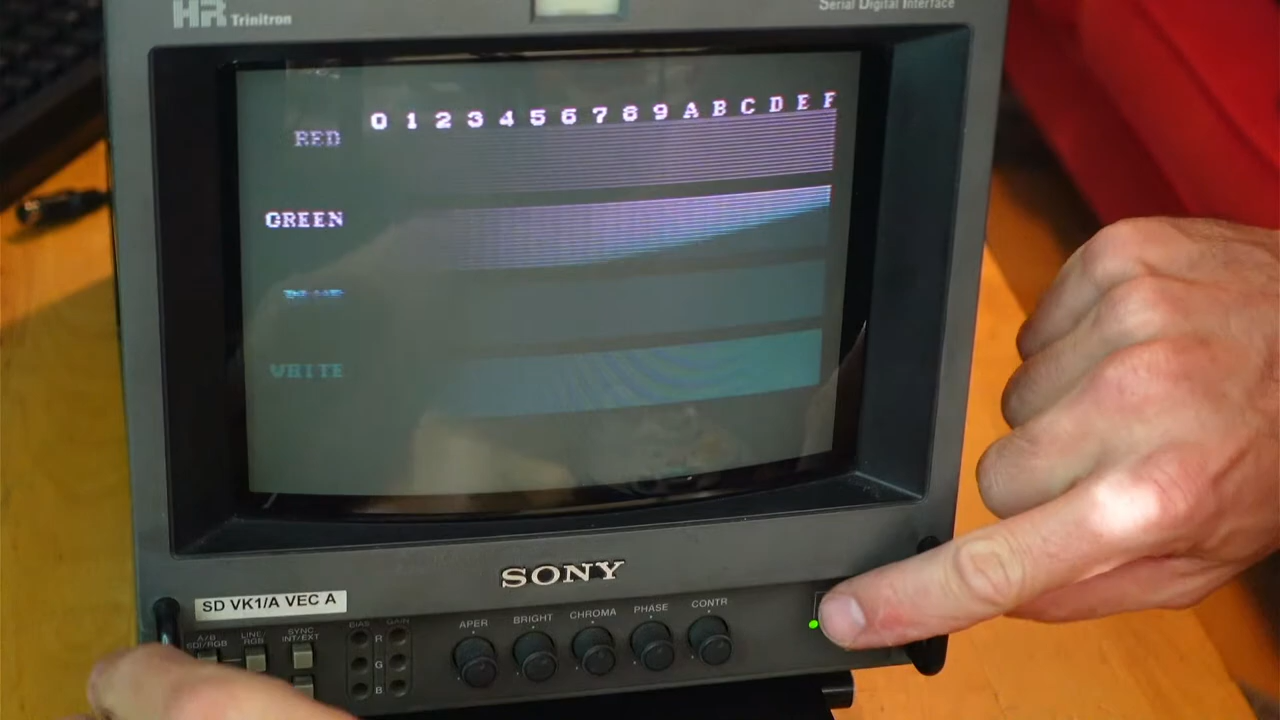 HR Trinitron
Serial Digital Interface
0 1 2 3 4 5 6 7 8 9 A B C D E F
RED
GREEN
WHITE
SONY
SD VK1/A VEC A
A/B
SDI/RGB
LINE/
RGB
SYNC
INT/EXT
BIAS GAIN
R
G
B
APER BRIGHT CHROMA PHASE CONTR